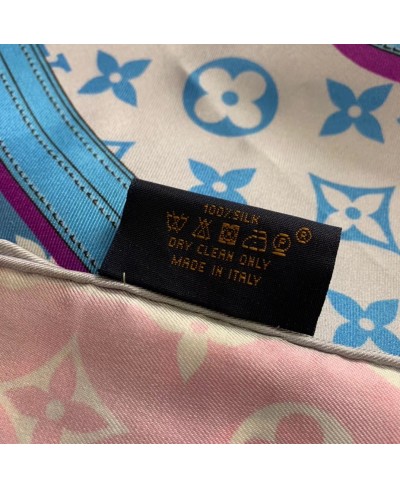 100% SILK
P ®
DRY CLEAN ONLY
MADE IN ITALY